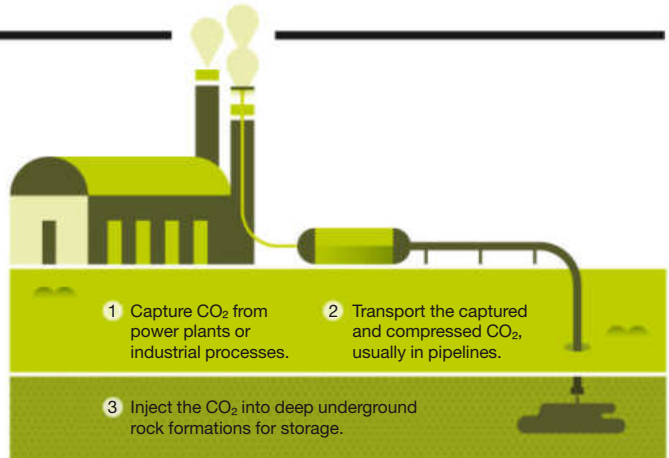 1 Capture CO₂ from
power plants or
industrial processes.
2 Transport the captured
and compressed CO₂,
usually in pipelines.
3 Inject the CO₂ into deep underground
rock formations for storage.